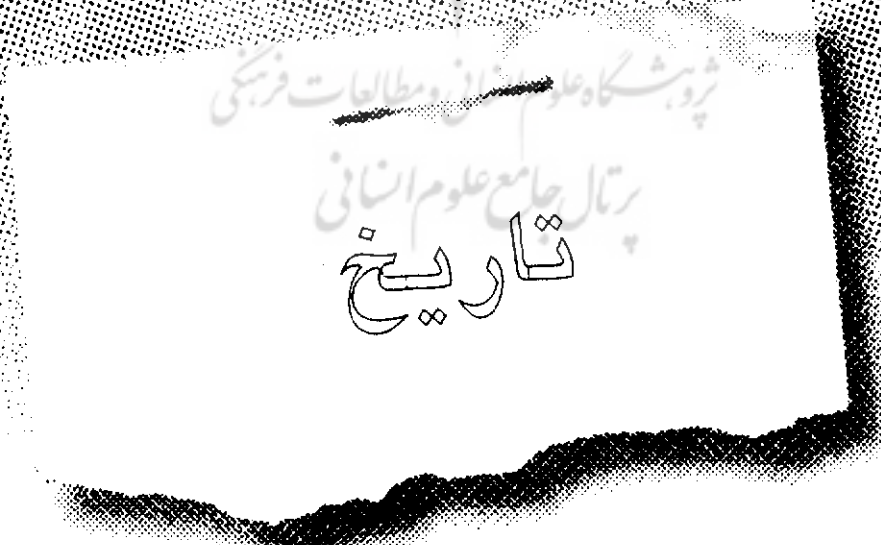 پژوهشگاه علوم انسانی و مطالعات فرهنگی
پرتال جامع علوم انسانی
تاریخ